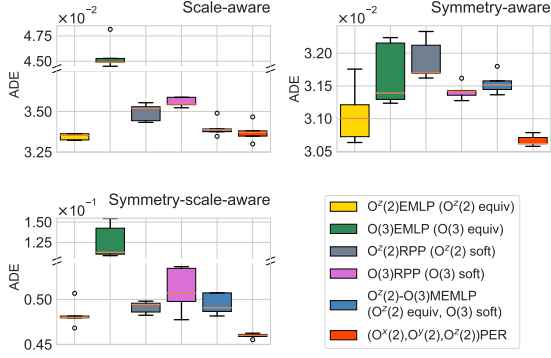 ×10⁻² Scale-aware
4.75
4.50
3.50
3.25
ADE
×10⁻² Symmetry-aware
3.20
3.15
3.10
3.05
ADE
×10⁻¹ Symmetry-scale-aware
1.50
1.25
0.50
0.45
ADE
Oᶻ(2)EMLP (Oᶻ(2) equiv)
O(3)EMLP (O(3) equiv)
Oᶻ(2)RPP (Oᶻ(2) soft)
O(3)RPP (O(3) soft)
Oᶻ(2)-O(3)MEMLP
(Oᶻ(2) equiv, O(3) soft)
(Oˣ(2),Oʸ(2),Oᶻ(2))PER